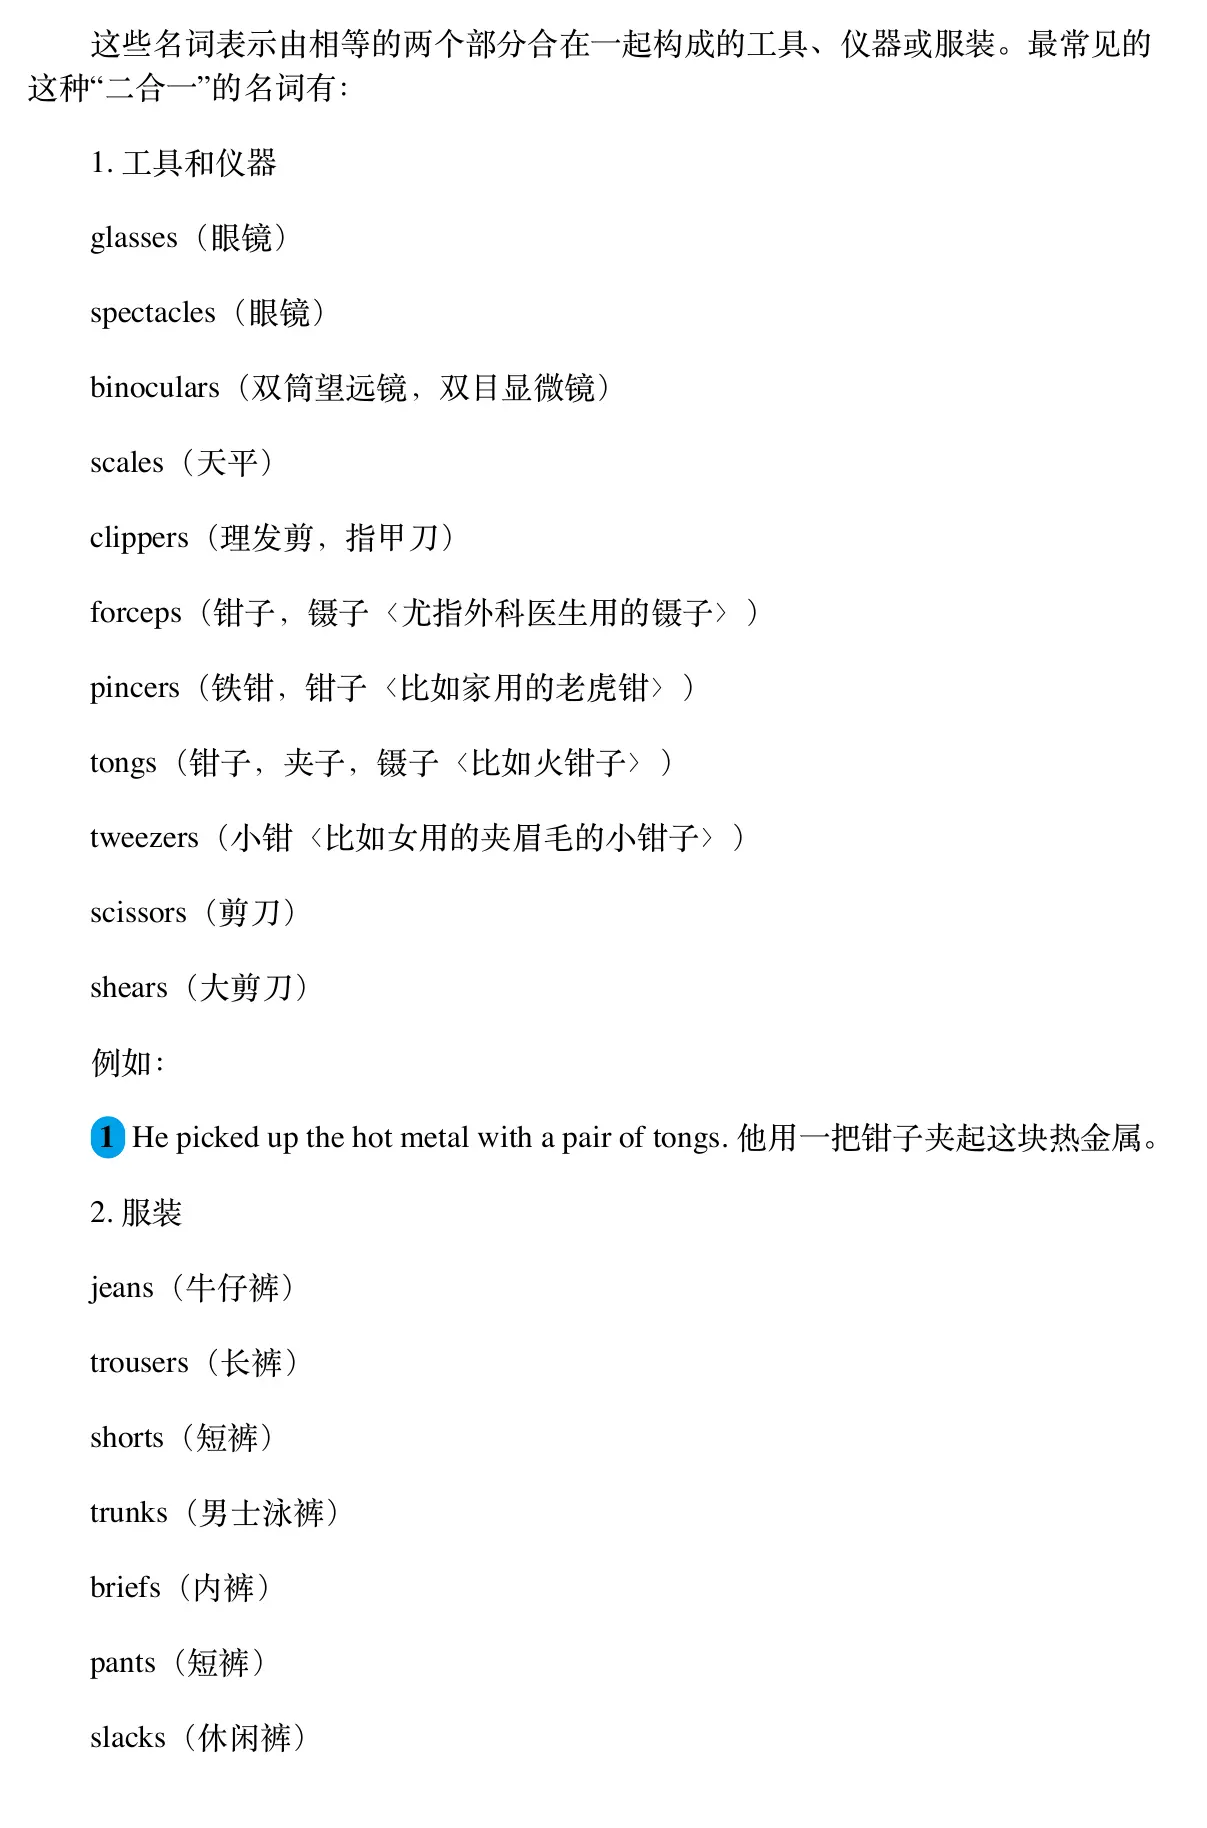 这些名词表示由相等的两个部分合在一起构成的工具、仪器或服装。最常见的
这种“二合一”的名词有：
1. 工具和仪器
glasses（眼镜）
spectacles（眼镜）
binoculars（双筒望远镜，双目显微镜）
scales（天平）
clippers（理发剪，指甲刀）
forceps（钳子，镊子〈尤指外科医生用的镊子〉）
pincers（铁钳，钳子〈比如家用的老虎钳〉）
tongs（钳子，夹子，镊子〈比如火钳子〉）
tweezers（小钳〈比如女用的夹眉毛的小钳子〉）
scissors（剪刀）
shears（大剪刀）
例如：
1 He picked up the hot metal with a pair of tongs. 他用一把钳子夹起这块热金属。
2. 服装
jeans（牛仔裤）
trousers（长裤）
shorts（短裤）
trunks（男士泳裤）
briefs（内裤）
pants（短裤）
slacks（休闲裤）